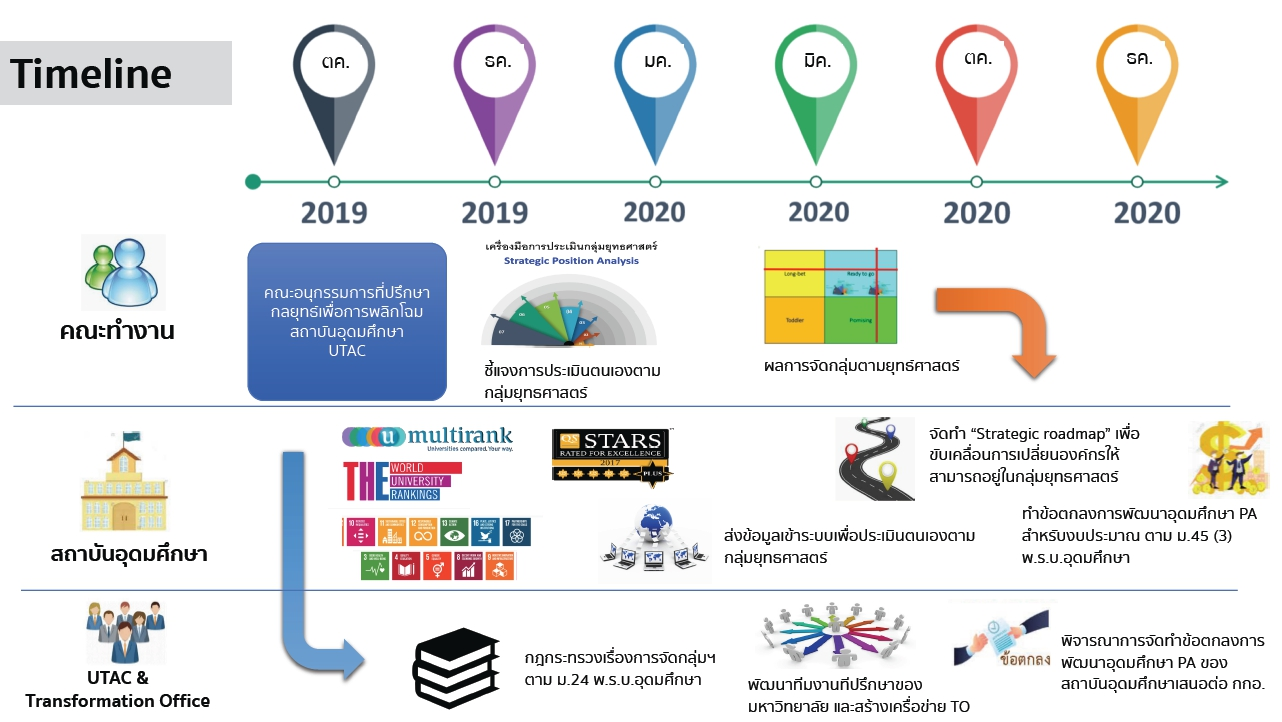 Timeline
ตค.
ธค.
มค.
มีค.
ตค.
ธค.
2019
2019
2020
2020
2020
2020
คณะทำงาน
คณะอนุกรรมการที่ปรึกษา
กลยุทธ์เพื่อการพลิกโฉม
สถาบันอุดมศึกษา
UTAC
เครื่องมือการประเมินกลุ่มยุทธศาสตร์
Strategic Position Analysis
ชี้แจงการประเมินตนเองตาม
กลุ่มยุทธศาสตร์
Long-bet
Ready to go
Toddler
Promising
ผลการจัดกลุ่มตามยุทธ์ศาสตร์
สถาบันอุดมศึกษา
u multirank
Universities compared. Your way.
THE WORLD
UNIVERSITY
RANKINGS
QS STARS
RATED FOR EXCELLENCE
2017
PLUS
10
11
12
13
16
17
3
4
5
8
9
ส่งข้อมูลเข้าระบบเพื่อประเมินตนเองตาม
กลุ่มยุทธศาสตร์
จัดทำ “Strategic roadmap” เพื่อ
ขับเคลื่อนการเปลี่ยนองค์กรให้
สามารถอยู่ในกลุ่มยุทธศาสตร์
ทำข้อตกลงการพัฒนาอุดมศึกษา PA
สำหรับงบประมาณ ตาม ม.45 (3)
พ.ร.บ.อุดมศึกษา
UTAC &
Transformation Office
กฎกระทรวงเรื่องการจัดกลุ่มฯ
ตาม ม.24 พ.ร.บ.อุดมศึกษา
พัฒนาทีมงานที่ปรึกษาของ
มหาวิทยาลัย และสร้างเครือข่าย TO
ข้อตกลง
พิจารณาการจัดทำข้อตกลงการ
พัฒนาอุดมศึกษา PA ของ
สถาบันอุดมศึกษาเสนอต่อ กกอ.